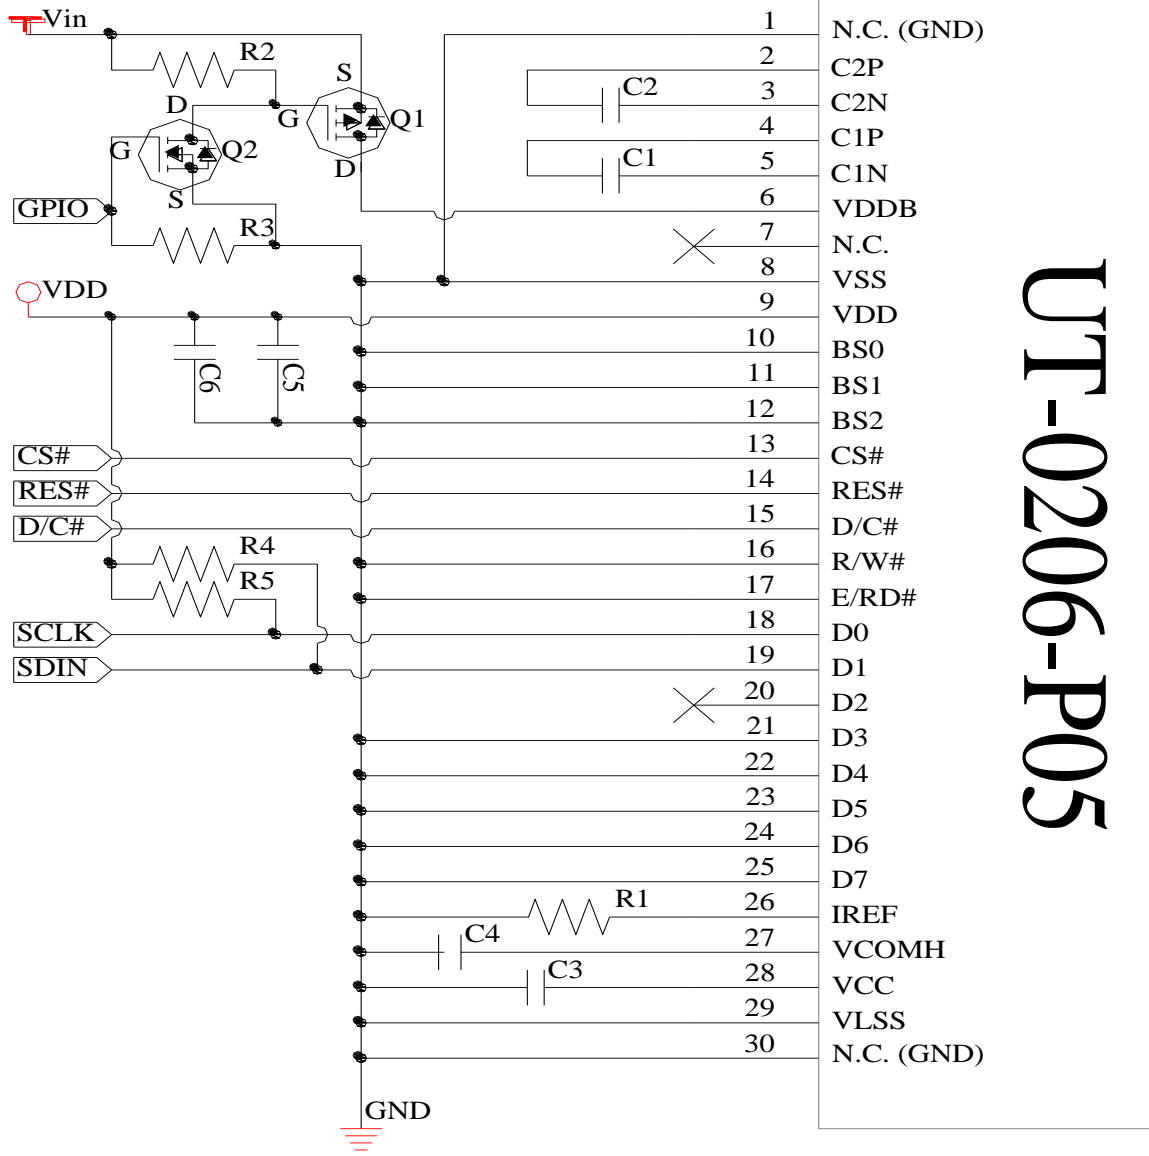 Vin
R2
S
D
G
Q1
G
Q2
D
S
GPIO
R3
VDD
C6
C5
CS#
RES#
D/C#
R4
R5
SCLK
SDIN
C2
C1
R1
C4
C3
GND
1 N.C. (GND)
2 C2P
3 C2N
4 C1P
5 C1N
6 VDDB
7 N.C.
8 VSS
9 VDD
10 BS0
11 BS1
12 BS2
13 CS#
14 RES#
15 D/C#
16 R/W#
17 E/RD#
18 D0
19 D1
20 D2
21 D3
22 D4
23 D5
24 D6
25 D7
26 IREF
27 VCOMH
28 VCC
29 VLSS
30 N.C. (GND)
UT-0206-P05